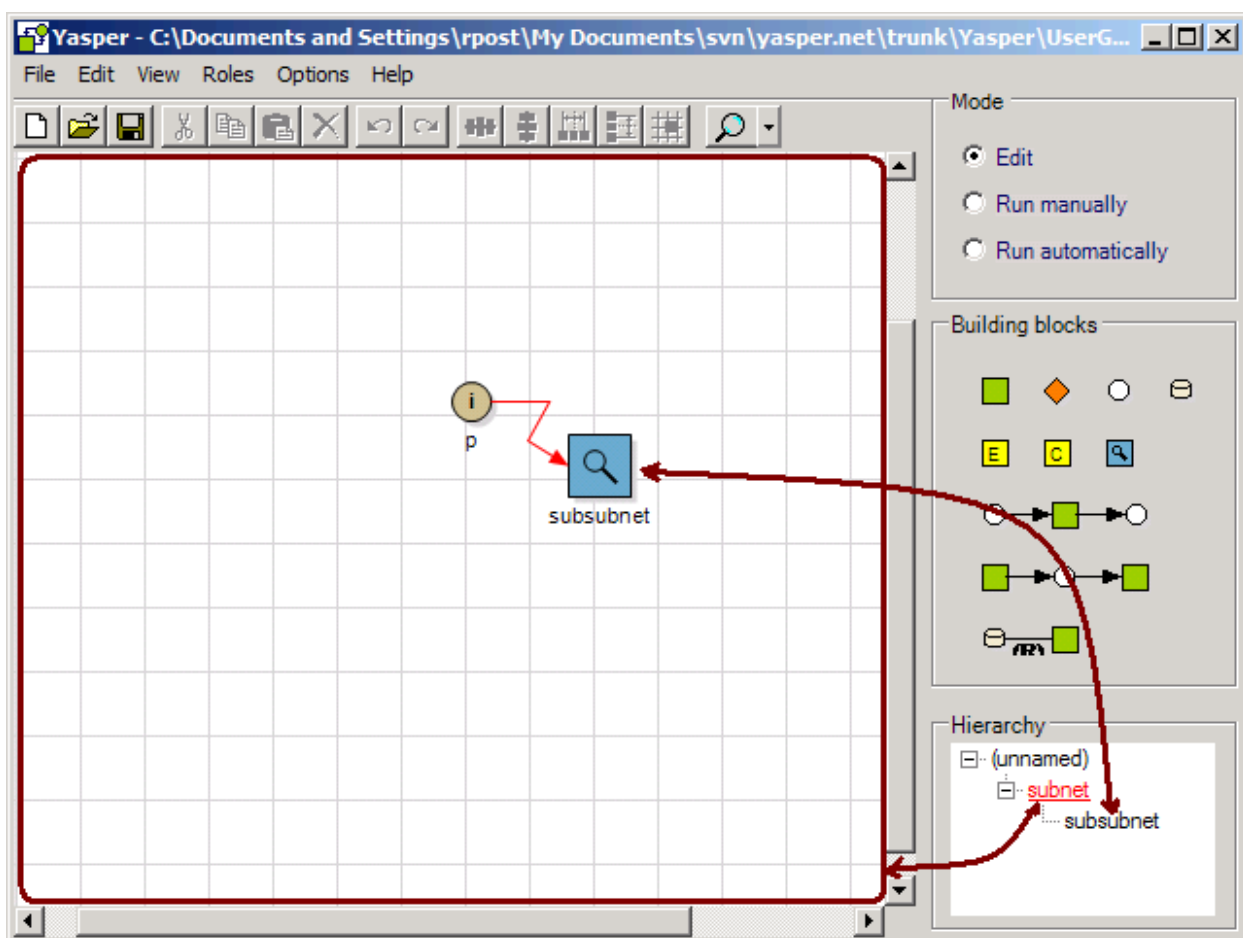 Yasper - C:\Documents and Settings\rpost\My Documents\svn\yasper.net\trunk\Yasper\UserG...
File Edit View Roles Options Help
Mode
Edit
Run manually
Run automatically
Building blocks
E C
i
p
subsubnet
Hierarchy
(unnamed)
subnet
subsubnet